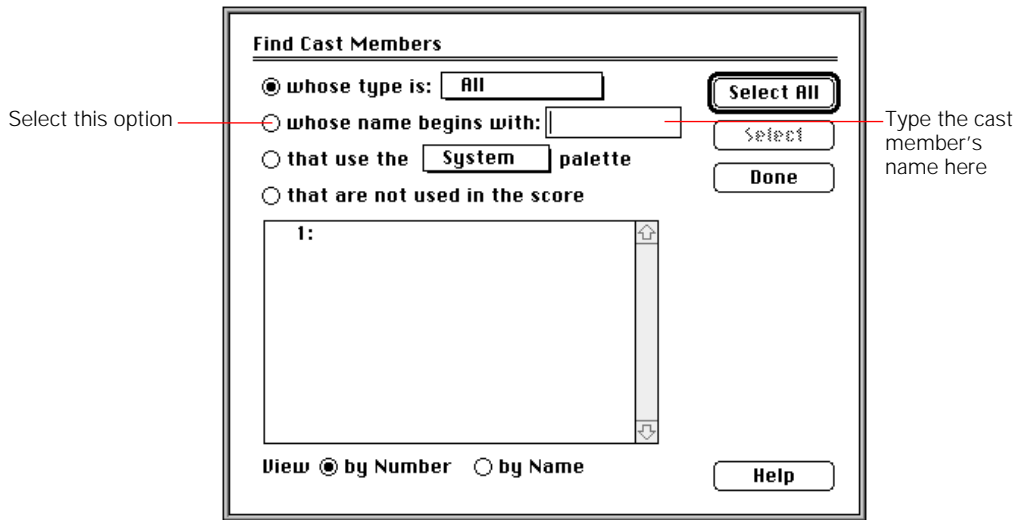 Find Cast Members
whose type is: All
Select All
Select this option
whose name begins with:
Type the cast
member's
name here
Select
that use the System palette
Done
that are not used in the score
1:
View by Number by Name
Help